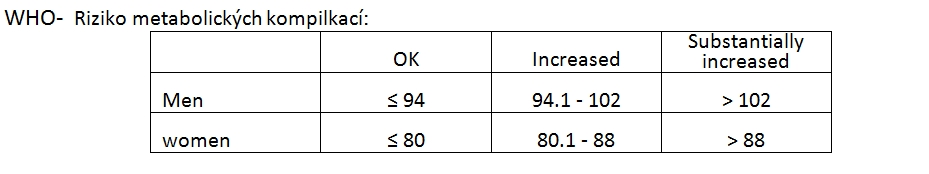 WHO- Riziko metabolických kompilkací:
OK Increased Substantially increased
Men ≤ 94 94.1 - 102 > 102
women ≤ 80 80.1 - 88 > 88